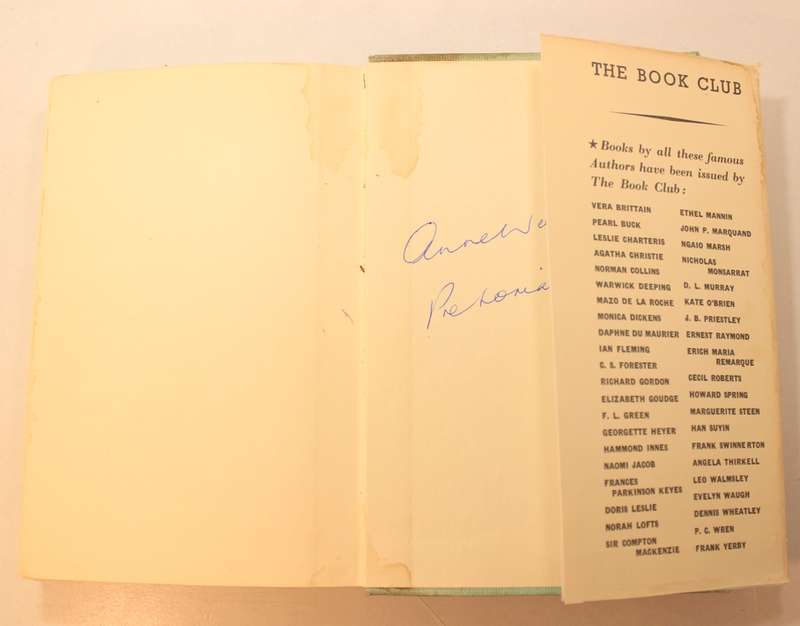 Anne We
Pretoria
THE BOOK CLUB
★ Books by all these famous
Authors have been issued by
The Book Club:
VERA BRITTAIN
PEARL BUCK
LESLIE CHARTERIS
AGATHA CHRISTIE
NORMAN COLLINS
WARWICK DEEPING
MAZO DE LA ROCHE
MONICA DICKENS
DAPHNE DU MAURIER
IAN FLEMING
C. S. FORESTER
RICHARD GORDON
ELIZABETH GOUDGE
F. L. GREEN
GEORGETTE HEYER
HAMMOND INNES
NAOMI JACOB
FRANCES
PARKINSON KEYES
DORIS LESLIE
NORAH LOFTS
SIR COMPTON
MACKENZIE
ETHEL MANNIN
JOHN P. MARQUAND
NGAIO MARSH
NICHOLAS
MONSARRAT
D. L. MURRAY
KATE O'BRIEN
J. B. PRIESTLEY
ERNEST RAYMOND
ERICH MARIA
REMARQUE
CECIL ROBERTS
HOWARD SPRING
MARGUERITE STEEN
HAN SUYIN
FRANK SWINNERTON
ANGELA THIRKELL
LEO WALMSLEY
EVELYN WAUGH
DENNIS WHEATLEY
P. C. WREN
FRANK YERBY